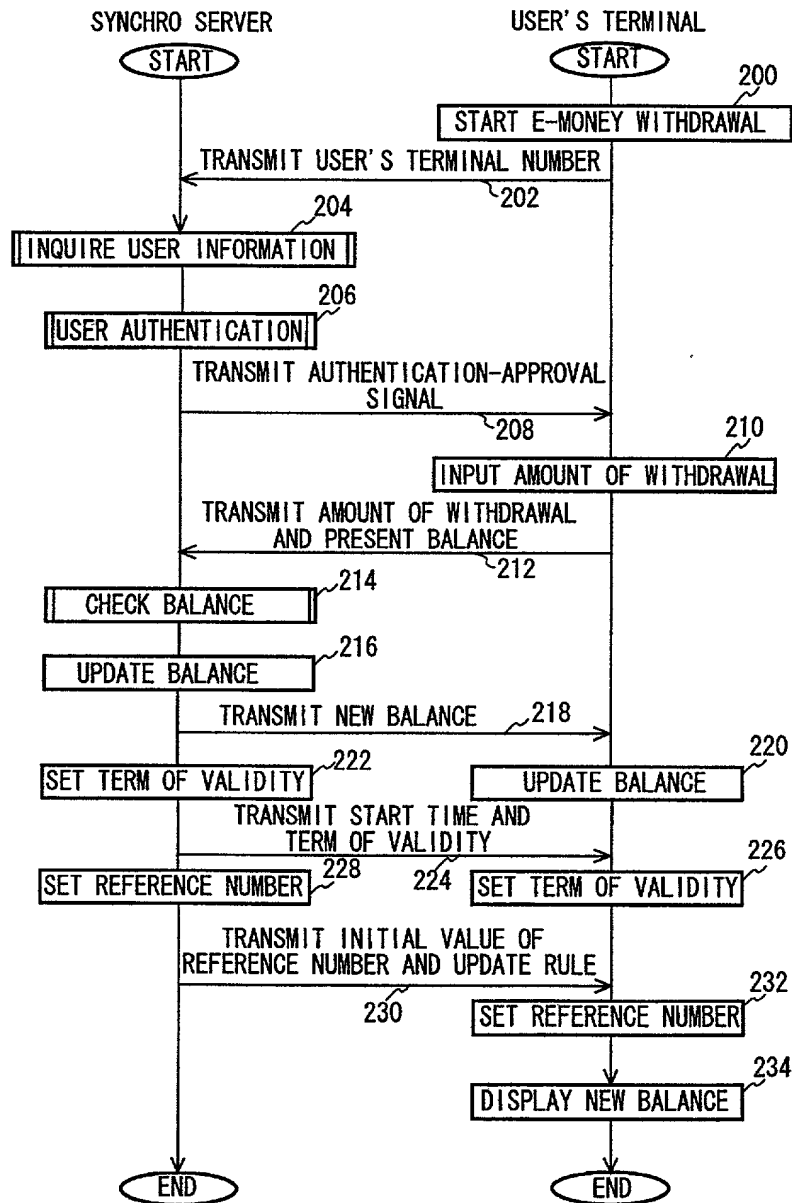 SYNCHRO SERVER
USER'S TERMINAL
START
START
200
START E-MONEY WITHDRAWAL
TRANSMIT USER'S TERMINAL NUMBER
202
204
INQUIRE USER INFORMATION
206
USER AUTHENTICATION
TRANSMIT AUTHENTICATION-APPROVAL
SIGNAL
208
210
INPUT AMOUNT OF WITHDRAWAL
TRANSMIT AMOUNT OF WITHDRAWAL
AND PRESENT BALANCE
212
214
CHECK BALANCE
216
UPDATE BALANCE
TRANSMIT NEW BALANCE
218
222
SET TERM OF VALIDITY
220
UPDATE BALANCE
TRANSMIT START TIME AND
TERM OF VALIDITY
224
228
SET REFERENCE NUMBER
226
SET TERM OF VALIDITY
TRANSMIT INITIAL VALUE OF
REFERENCE NUMBER AND UPDATE RULE
230
232
SET REFERENCE NUMBER
234
DISPLAY NEW BALANCE
END
END